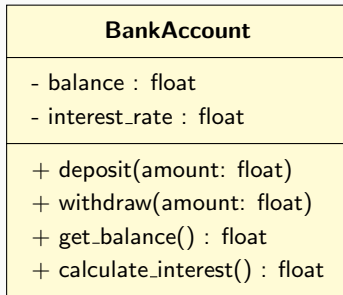 BankAccount
- balance : float
- interest_rate : float
+ deposit(amount: float)
+ withdraw(amount: float)
+ get_balance() : float
+ calculate_interest() : float